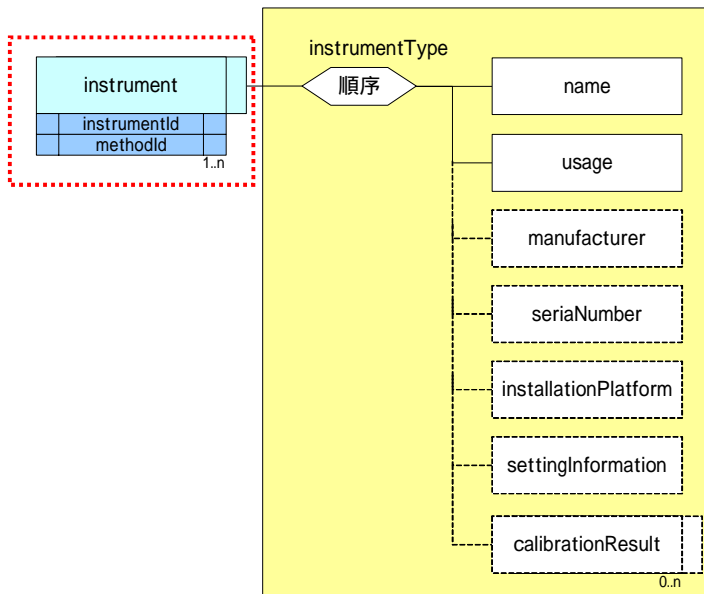 instrumentType
instrument
順序
name
instrumentId
methodId
1..n
usage
manufacturer
seriaNumber
installationPlatform
settingInformation
calibrationResult
0..n